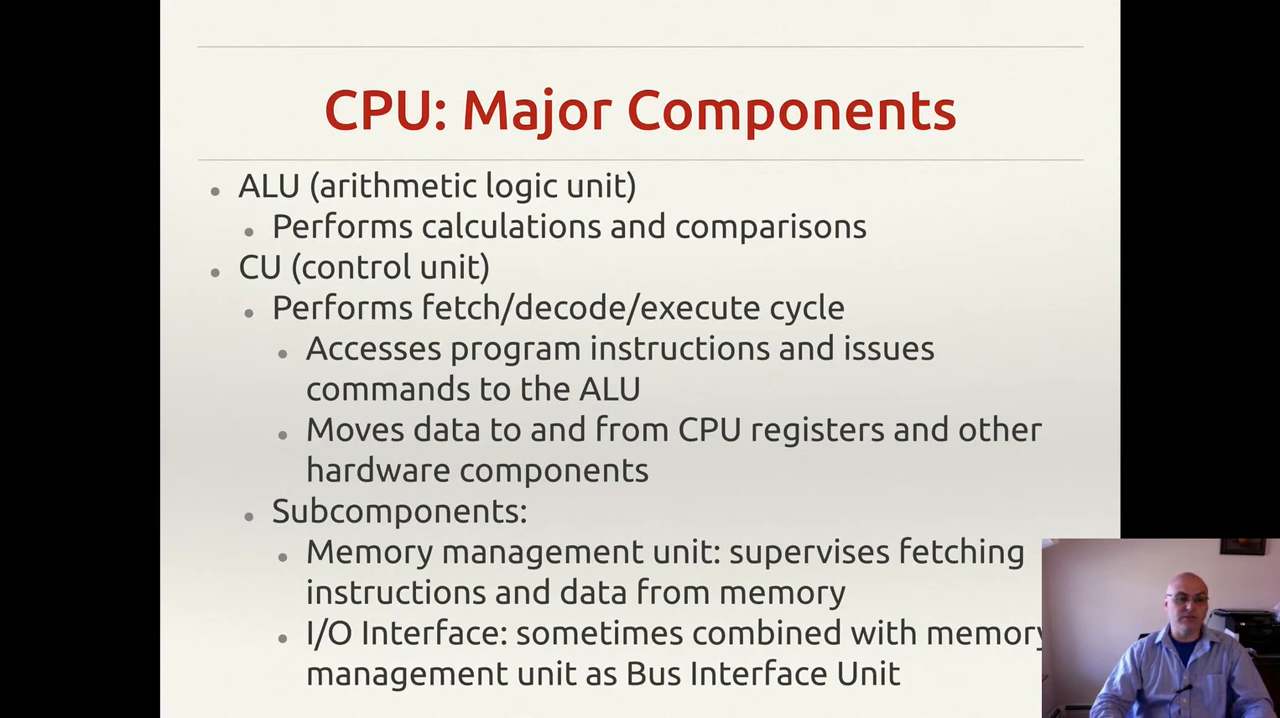 CPU: Major Components
ALU (arithmetic logic unit)
Performs calculations and comparisons
CU (control unit)
Performs fetch/decode/execute cycle
Accesses program instructions and issues
commands to the ALU
Moves data to and from CPU registers and other
hardware components
Subcomponents:
Memory management unit: supervises fetching
instructions and data from memory
I/O Interface: sometimes combined with memory
management unit as Bus Interface Unit